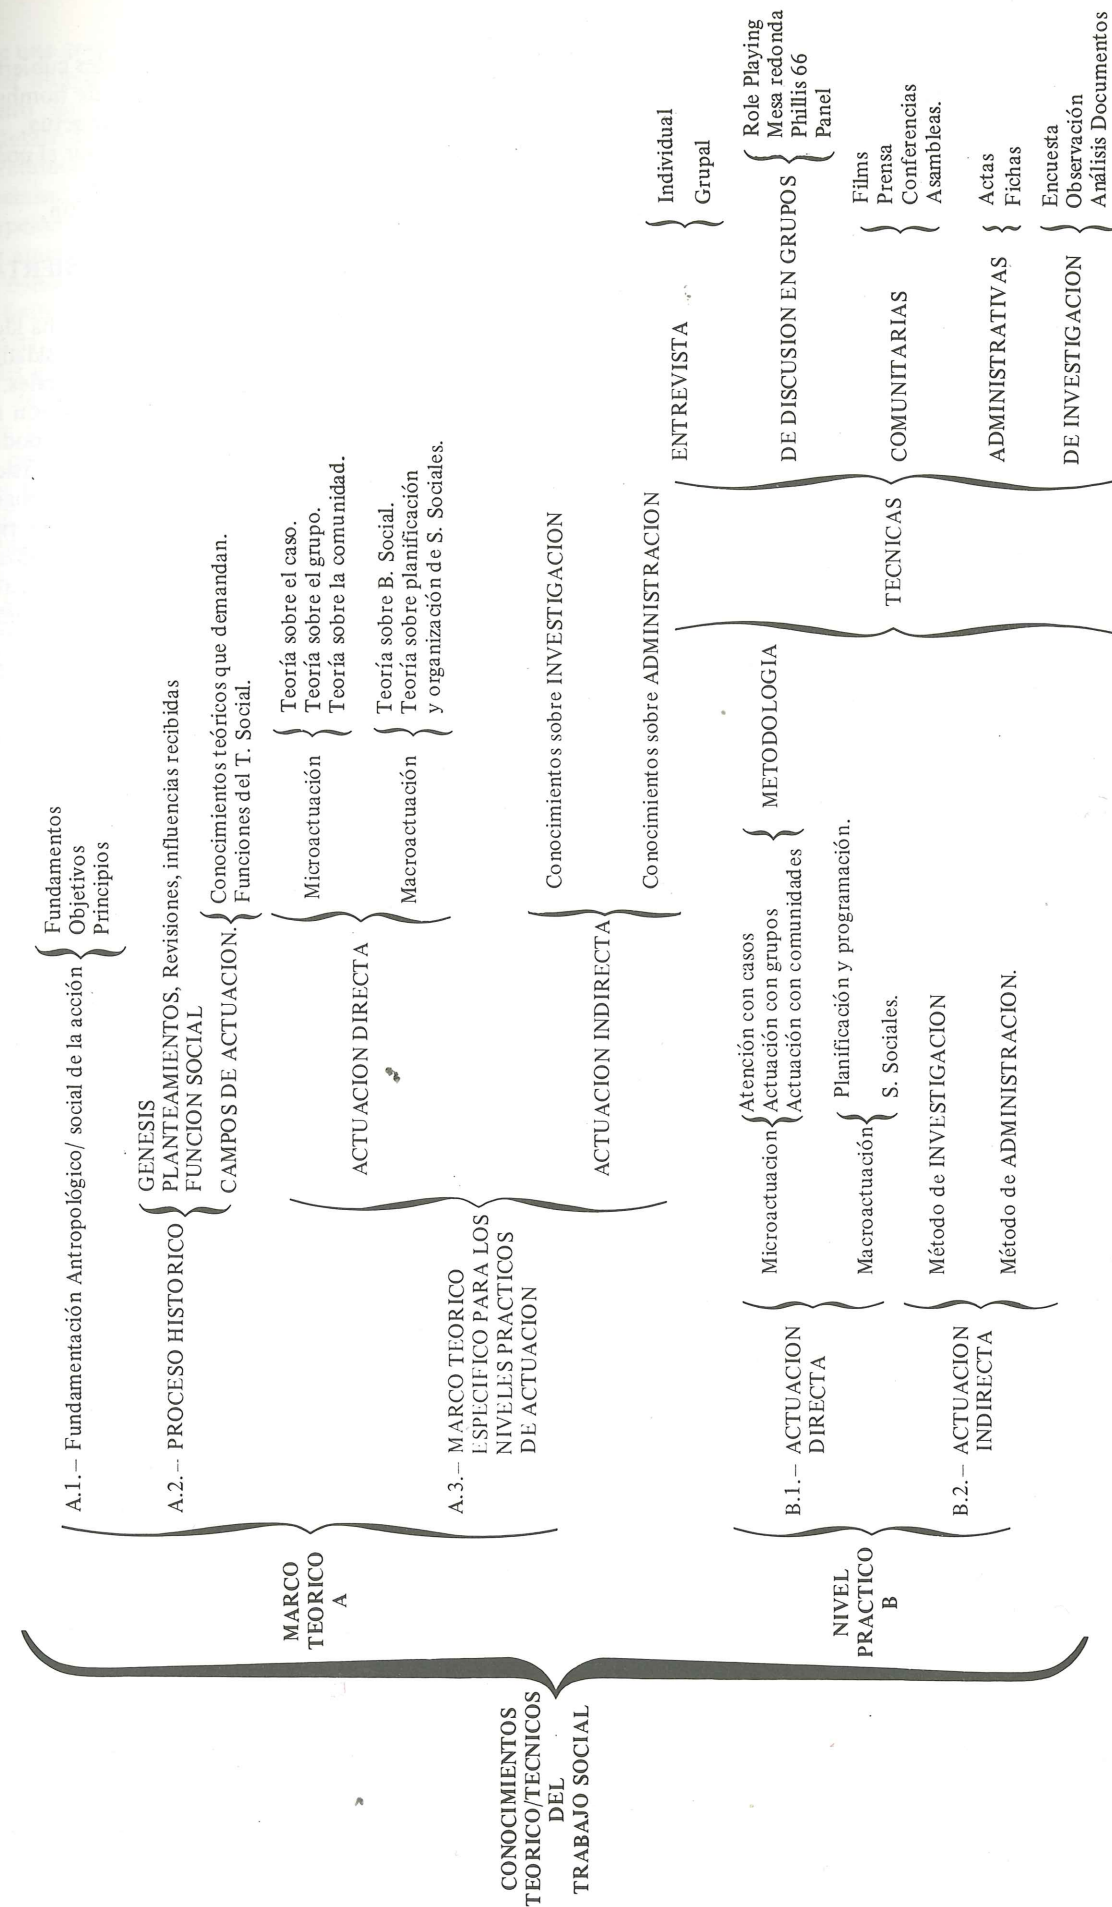 CONOCIMIENTOS
TEORICO/TECNICOS
DEL
TRABAJO SOCIAL
MARCO
TEORICO
A
A.1.— Fundamentación Antropológico/ social de la acción
Fundamentos
Objetivos
Principios
A.2.— PROCESO HISTORICO
GENESIS
PLANTEAMIENTOS, Revisiones, influencias recibidas
FUNCION SOCIAL
CAMPOS DE ACTUACION.
Conocimientos teóricos que demandan.
Funciones del T. Social.
A.3.— MARCO TEORICO
ESPECIFICO PARA LOS
NIVELES PRACTICOS
DE ACTUACION
ACTUACION DIRECTA
Microactuación
Teoría sobre el caso.
Teoría sobre el grupo.
Teoría sobre la comunidad.
Macroactuación
Teoría sobre B. Social.
Teoría sobre planificación
y organización de S. Sociales.
ACTUACION INDIRECTA
Conocimientos sobre INVESTIGACION
Conocimientos sobre ADMINISTRACION
NIVEL
PRACTICO
B
B.1.— ACTUACION
DIRECTA
Microactuacion
Atención con casos
Actuación con grupos
Actuación con comunidades
Macroactuación
Planificación y programación.
S. Sociales.
B.2.— ACTUACION
INDIRECTA
Método de INVESTIGACION
Método de ADMINISTRACION.
METODOLOGIA
TECNICAS
ENTREVISTA
Individual
Grupal
DE DISCUSION EN GRUPOS
Role Playing
Mesa redonda
Phillis 66
Panel
COMUNITARIAS
Films
Prensa
Conferencias
Asambleas.
ADMINISTRATIVAS
Actas
Fichas
DE INVESTIGACION
Encuesta
Observación
Análisis Documentos